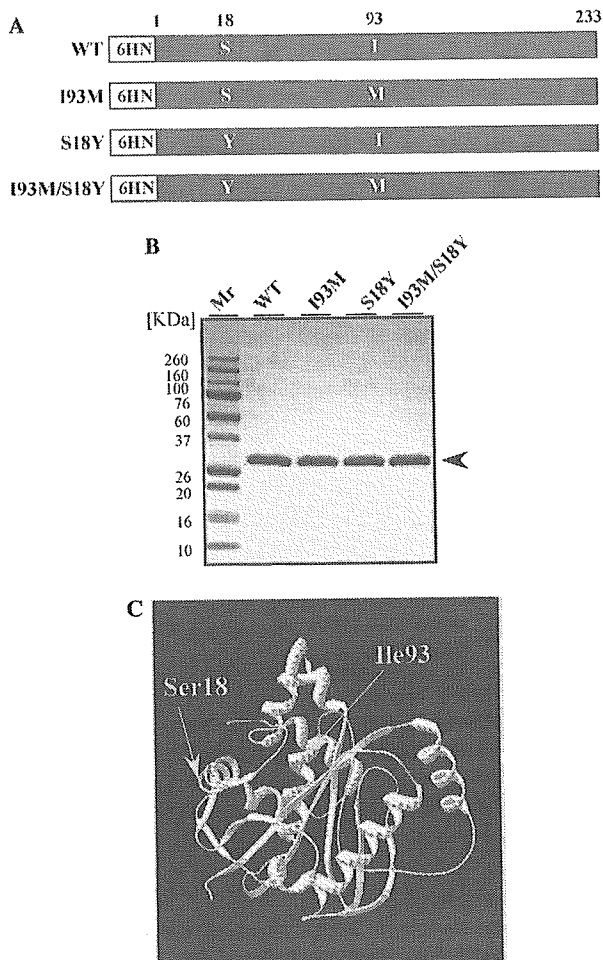 A
1 18 93 233
WT 6HN S I
I93M 6HN S M
S18Y 6HN Y I
I93M/S18Y 6HN Y M
B
Mr WT I93M S18Y I93M/S18Y
[KDa]
260
160
100
76
60
37
26
20
16
10
C
Ile93
Ser18